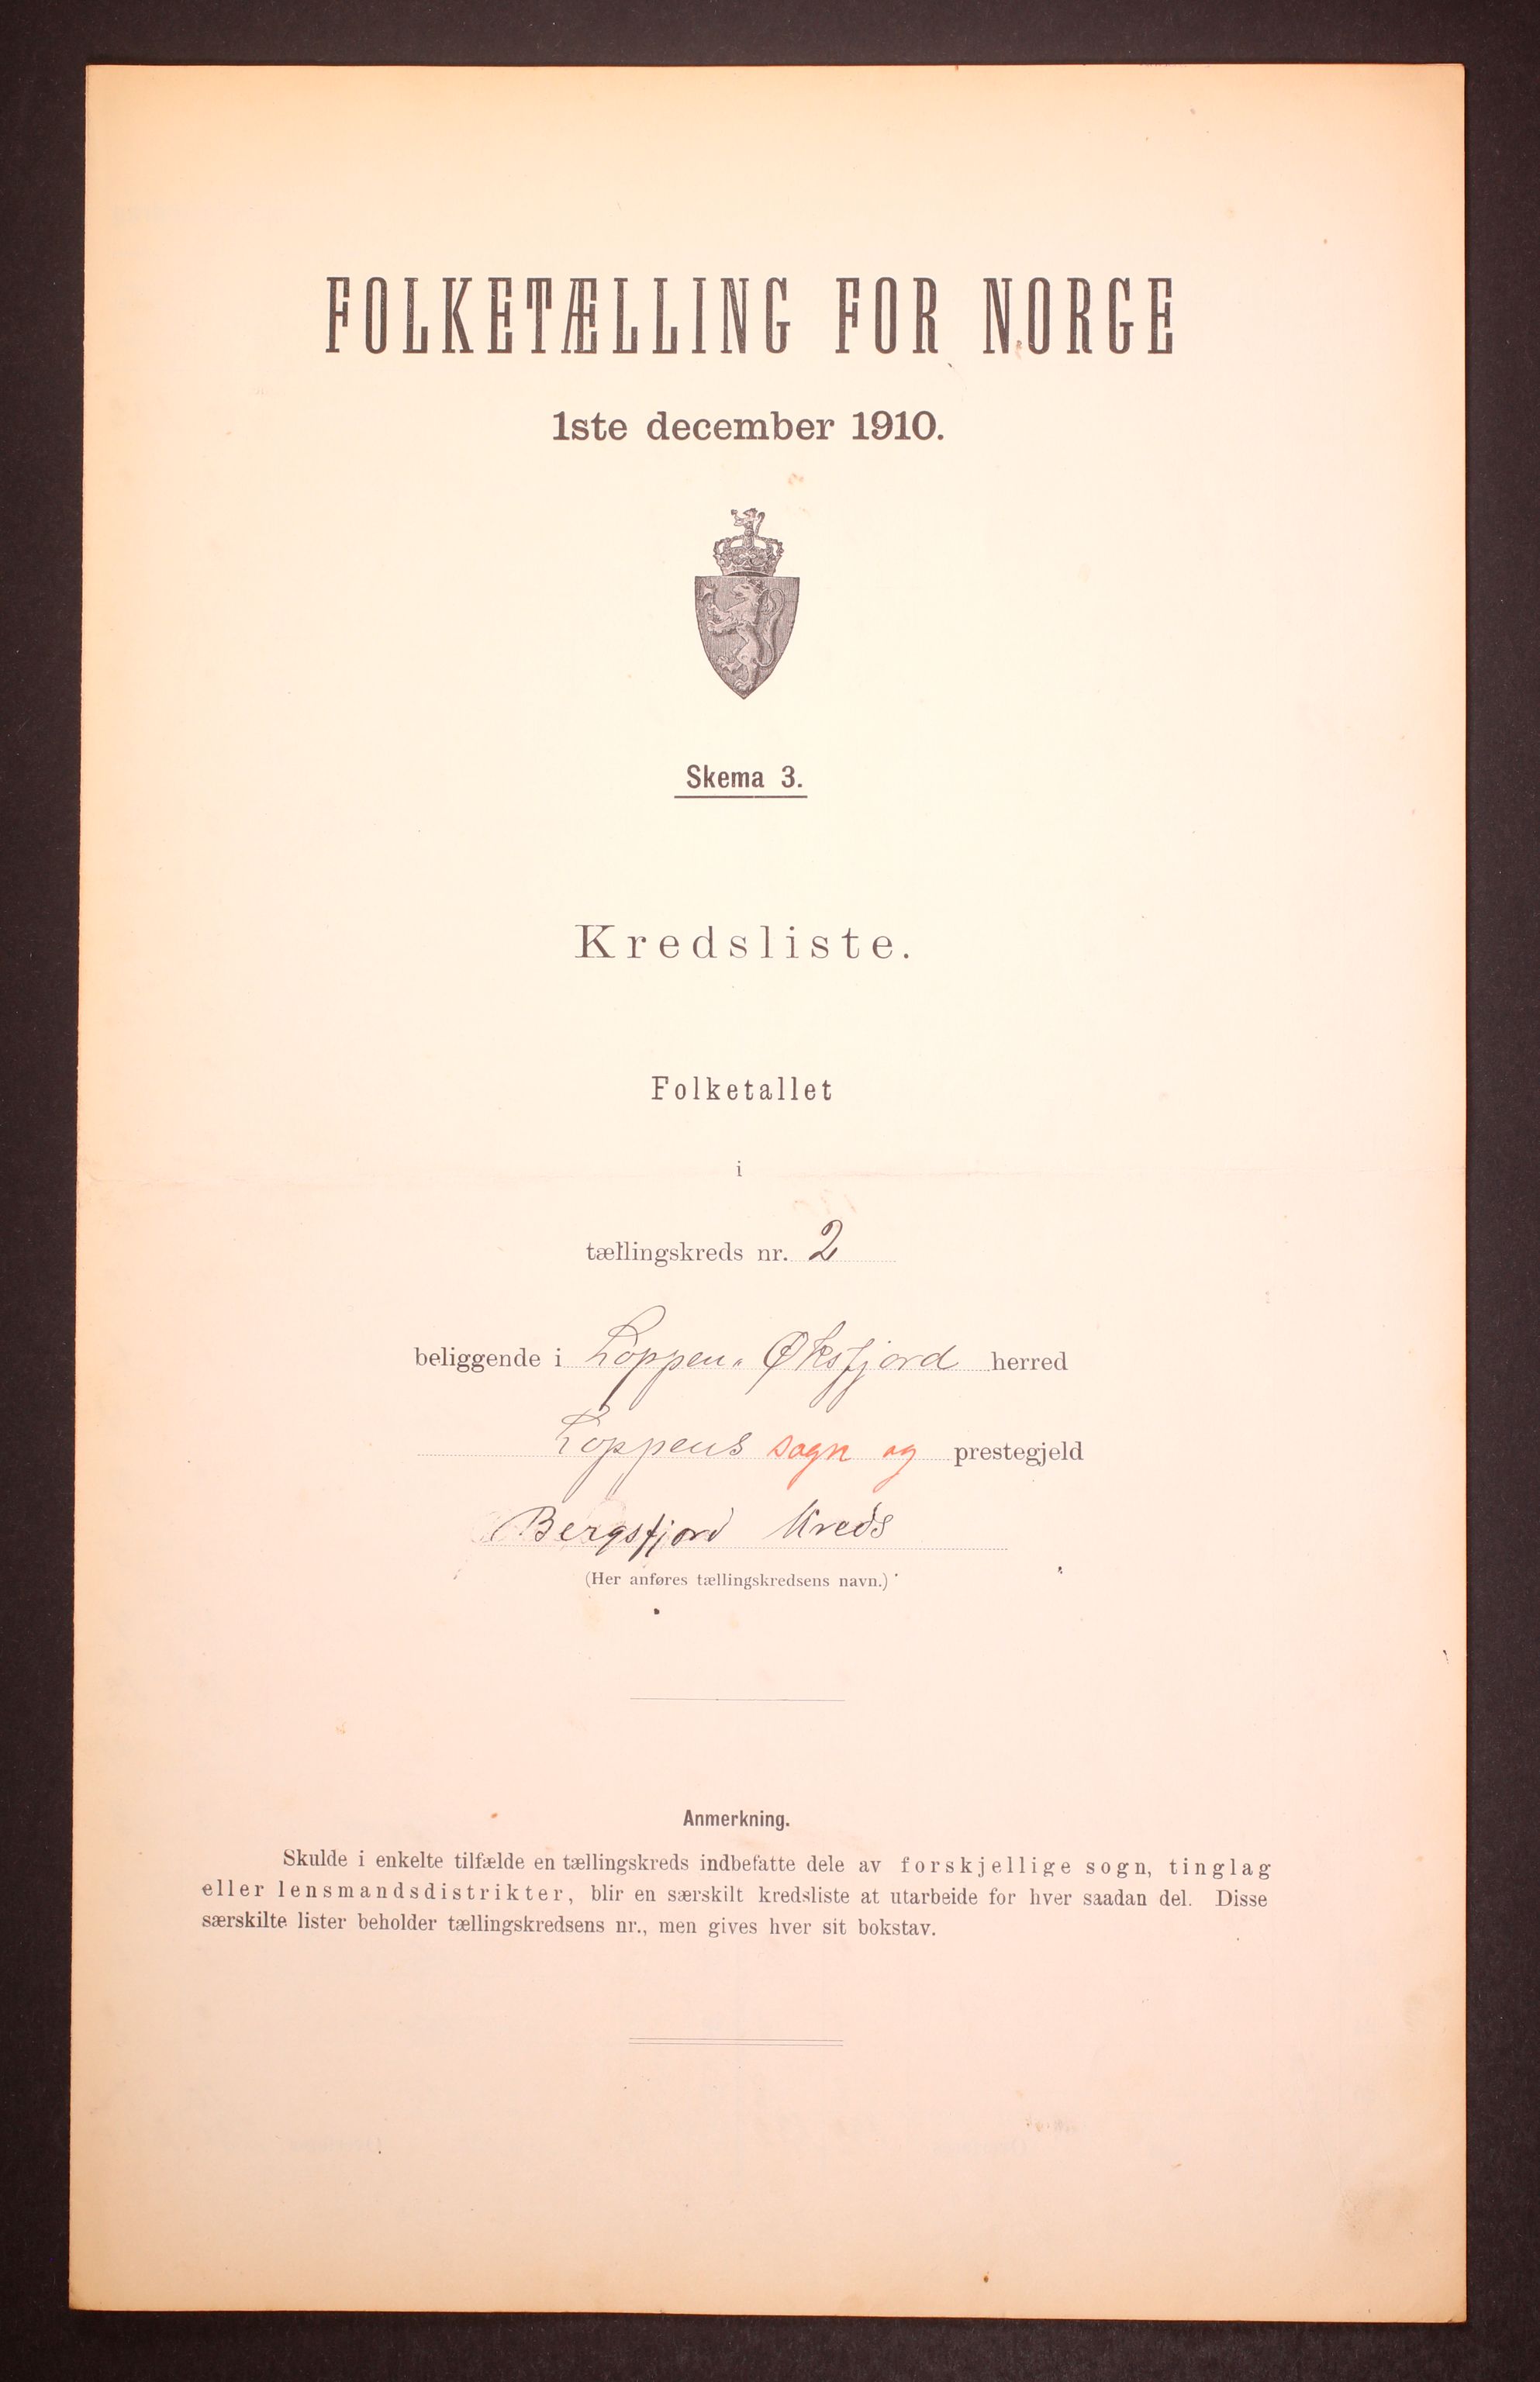 FOLKETÆLLING FOR NORGE
1ste december 1910.
Skema 3.
Kredsliste.
Folketallet
i
tællingskreds nr. 2
beliggende i Loppen „ Øksfjord herred
Loppens sogn og prestegjeld
Bergsfjord Kreds
(Her anføres tællingskredsens navn.)
Anmerkning.
Skulde i enkelte tilfælde en tællingskreds indbefatte dele av forskjellige sogn, tinglag
eller lensmandsdistrikter, blir en særskilt kredsliste at utarbeide for hver saadan del. Disse
særskilte lister beholder tællingskredsens nr., men gives hver sit bokstav.